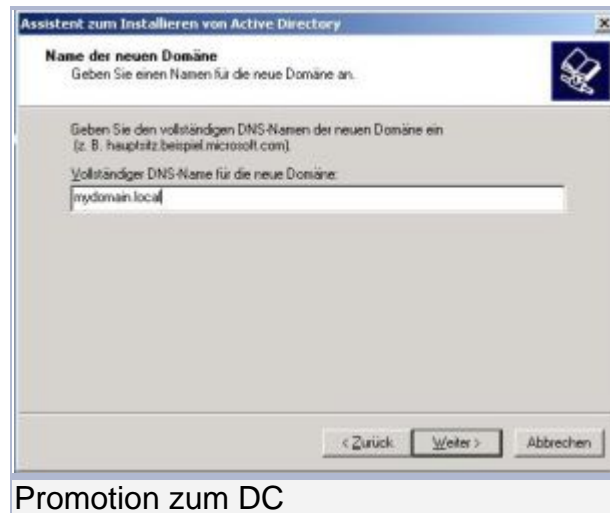 Assistent zum Installieren von Active Directory
Name der neuen Domäne
Geben Sie einen Namen für die neue Domäne an.
Geben Sie den vollständigen DNS-Namen der neuen Domäne ein
(z. B. hauptsitz.beispiel.microsoft.com).
Vollständiger DNS-Name für die neue Domäne:
mydomain.local
< Zurück Weiter > Abbrechen
Promotion zum DC